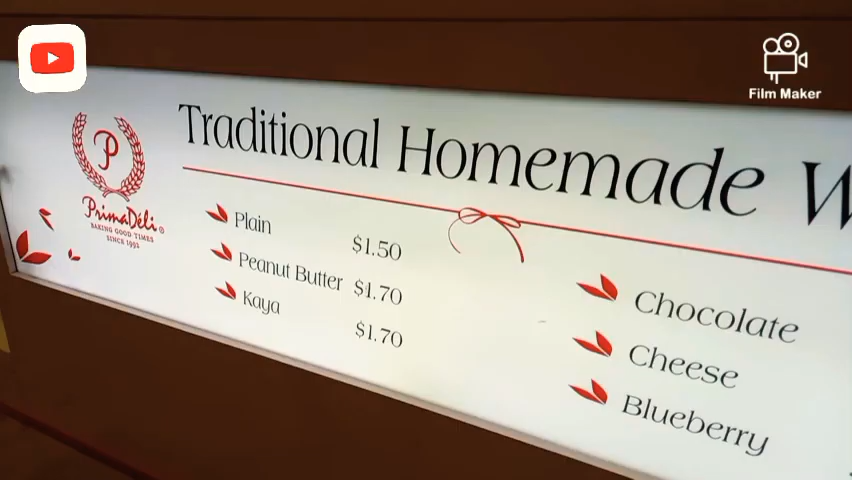 Film Maker
Traditional Homemade W
P
PrimaDéli®
BAKING GOOD TIMES
SINCE 1992
Plain $1.50
Peanut Butter $1.70
Kaya $1.70
Chocolate
Cheese
Blueberry